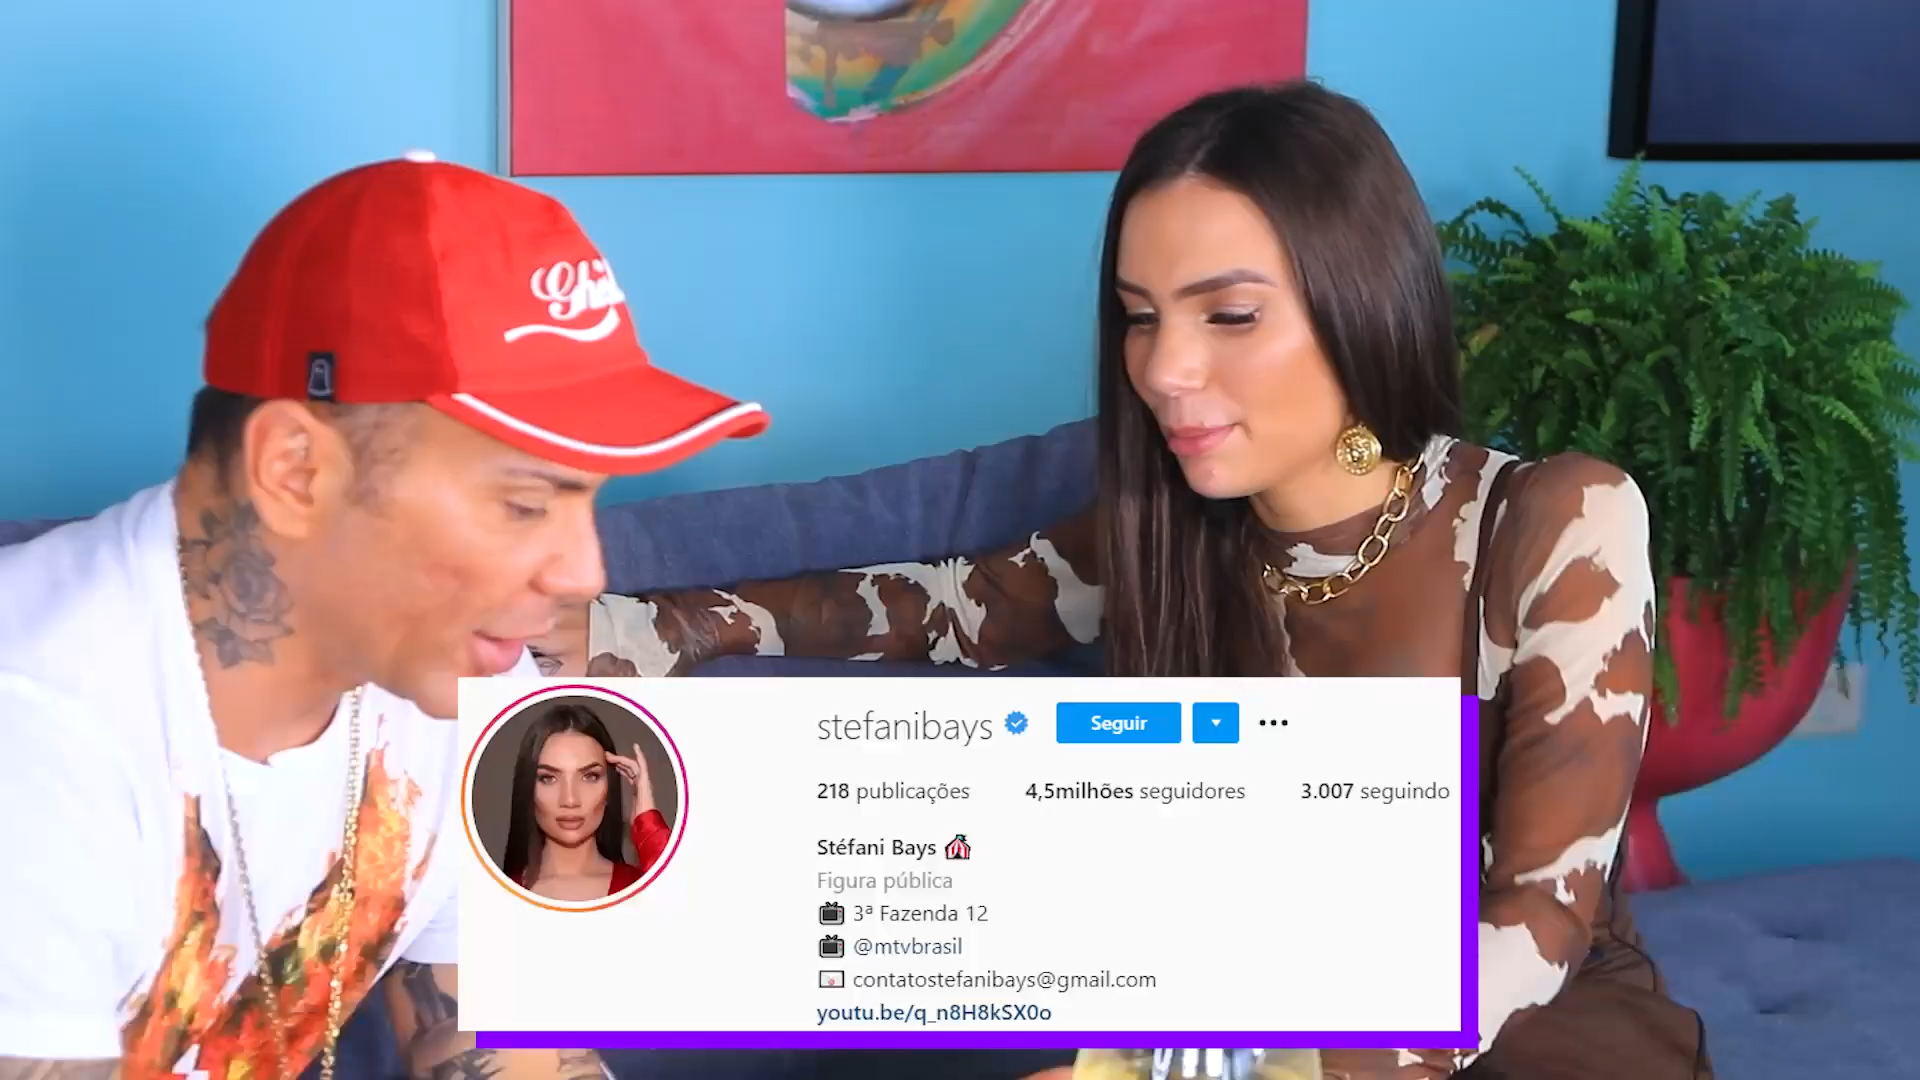 stefanibays
Seguir
218 publicações 4,5milhões seguidores 3.007 seguindo
Stéfani Bays
Figura pública
3ª Fazenda 12
@mtvbrasil
contatostefanibays@gmail.com
youtu.be/q_n8H8kSX0o